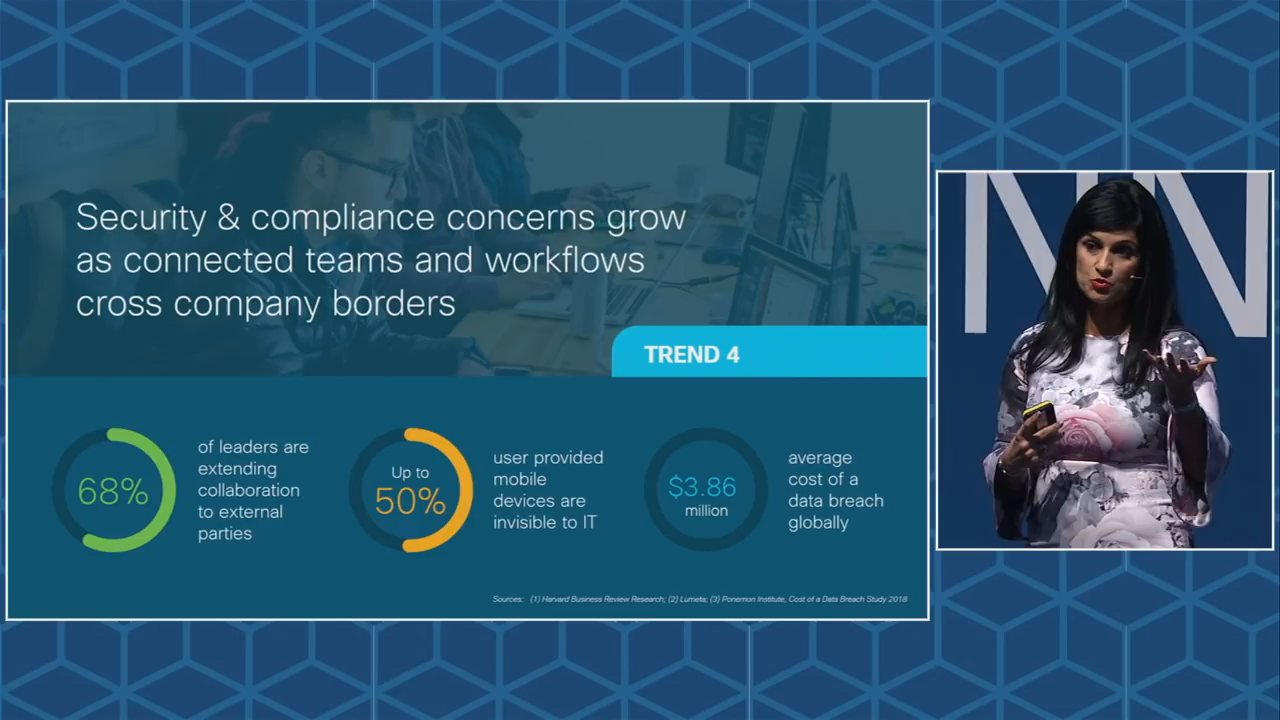 Security & compliance concerns grow
as connected teams and workflows
cross company borders
TREND 4
68%
of leaders are
extending
collaboration
to external
parties
Up to
50%
user provided
mobile
devices are
invisible to IT
$3.86
million
average
cost of a
data breach
globally
Sources: (1) Harvard Business Review Research; (2) Lumeta; (3) Ponemon Institute, Cost of a Data Breach Study 2018